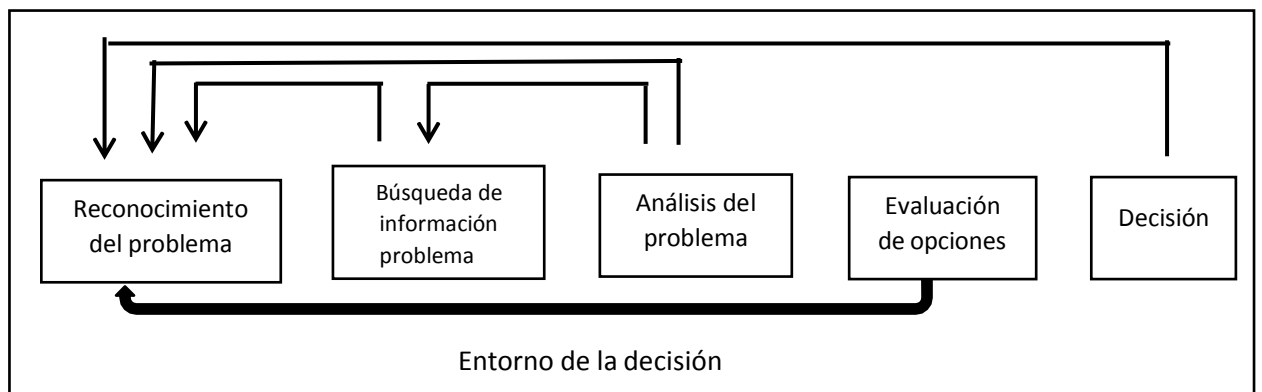 Reconocimiento
del problema
Búsqueda de
información
problema
Análisis del
problema
Evaluación
de opciones
Decisión
Entorno de la decisión